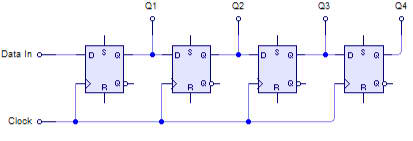 Q1 Q2 Q3 Q4
Data In D S Q D S Q D S Q D S Q
R Q R Q R Q R Q
Clock